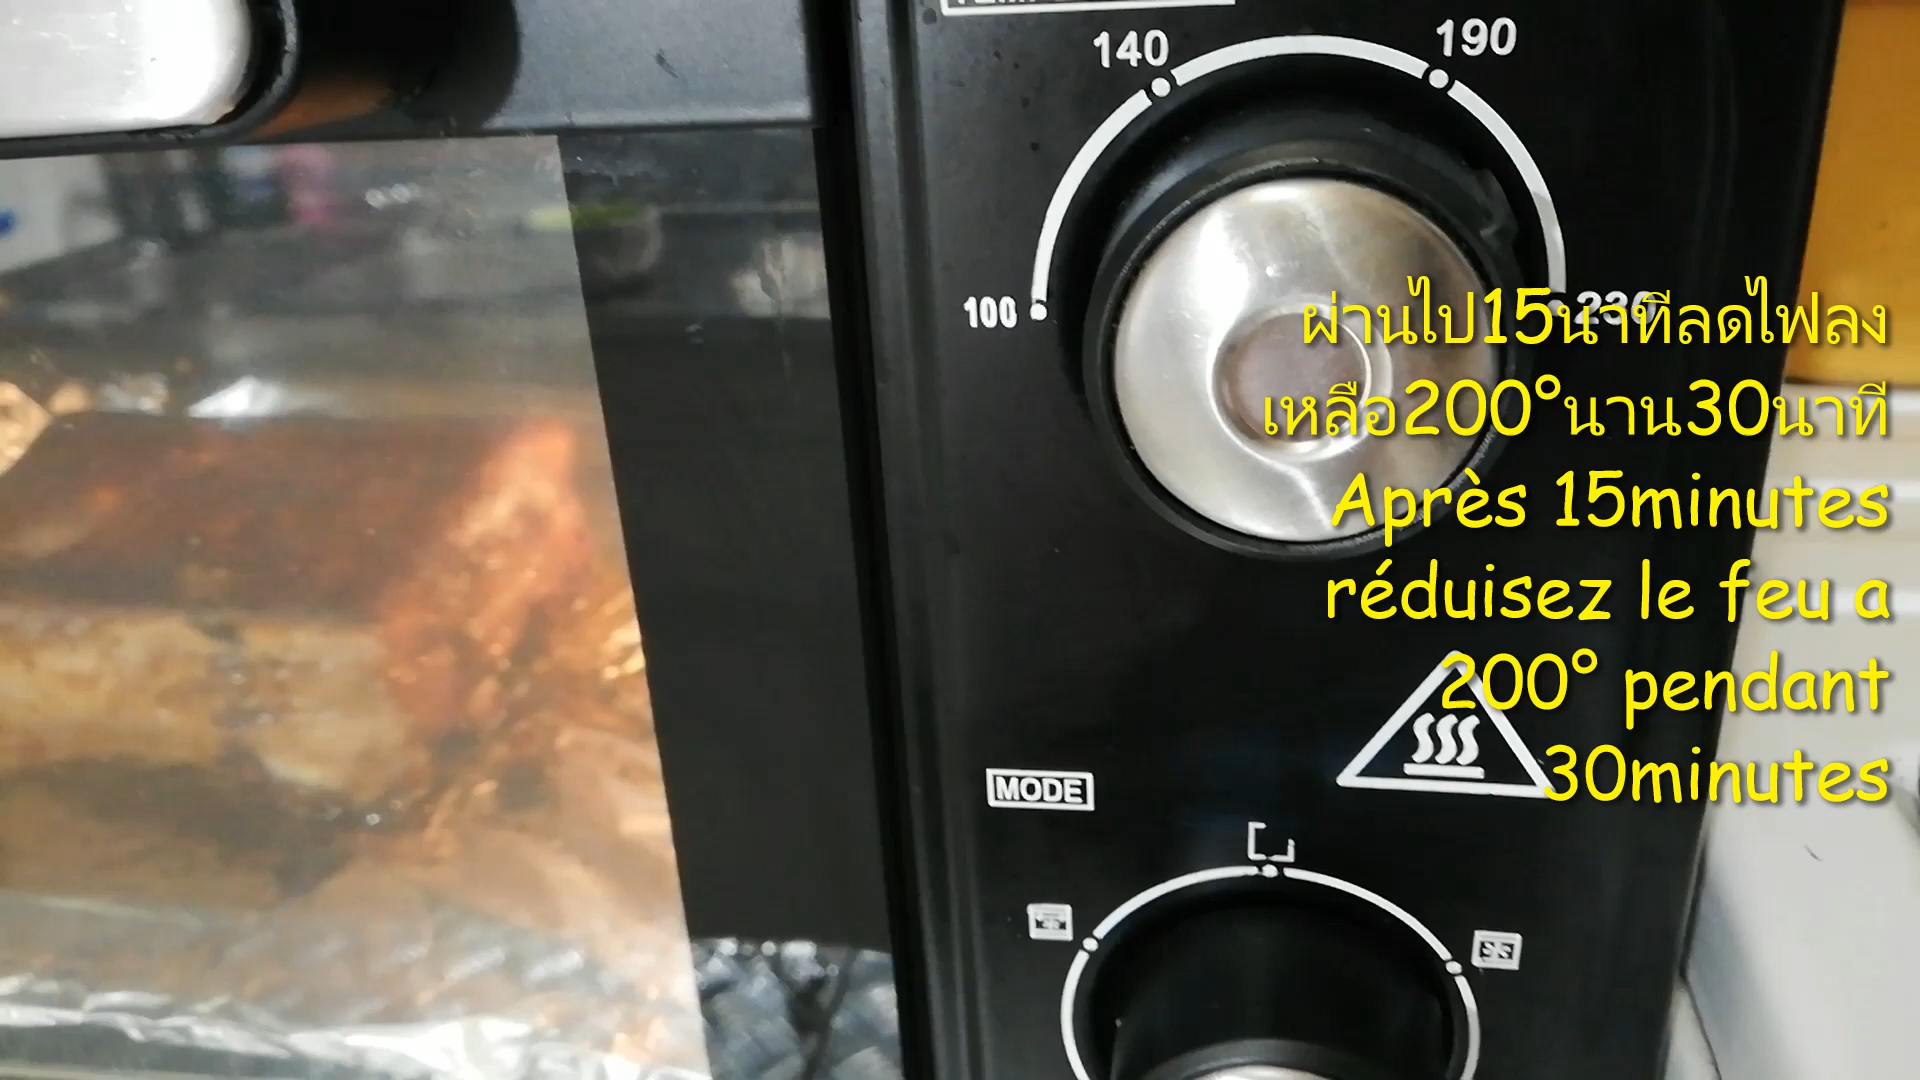 140
190
100
230
ผ่านไป15นาทีลดไฟลง
เหลือ200°นาน30นาที
Après 15minutes
réduisez le feu a
200° pendant
30minutes
MODE